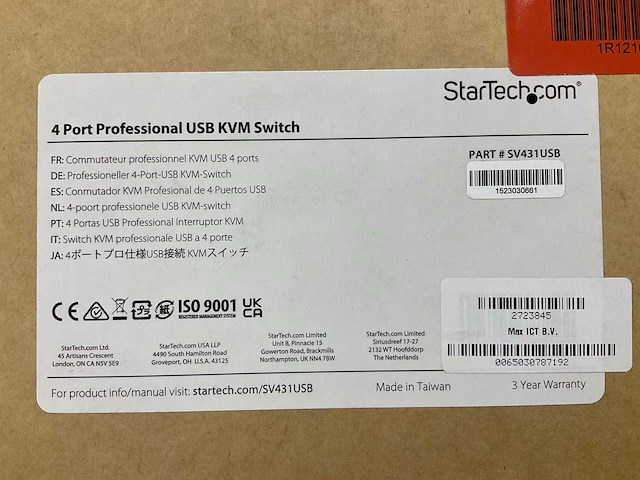 1R1210
StarTech.com®
4 Port Professional USB KVM Switch
FR: Commutateur professionnel KVM USB 4 ports
DE: Professioneller 4-Port-USB KVM-Switch
ES: Conmutador KVM Profesional de 4 Puertos USB
NL: 4-poort professionele USB KVM-switch
PT: 4 Portas USB Professional Interruptor KVM
IT: Switch KVM professionale USB a 4 porte
JA: 4ポートプロ仕様USB接続 KVMスイッチ
PART # SV431USB
1523030661
CE プラ 紙 ISO 9001 UK CA
REGISTERED MANAGEMENT SYSTEM
2723845
Max ICT B.V.
0065030787192
StarTech.com Ltd.
45 Artisans Crescent
London, ON CA N5V 5E9
StarTech.com USA LLP
4490 South Hamilton Road
Groveport, OH U.S.A. 43125
StarTech.com Limited
Unit B, Pinnacle 15
Gowerton Road, Brackmills
Northampton, UK NN4 7BW
StarTech.com Limited
Siriusdreef 17-27
2132 WT Hoofddorp
The Netherlands
For product info/manual visit: startech.com/SV431USB
Made in Taiwan
3 Year Warranty